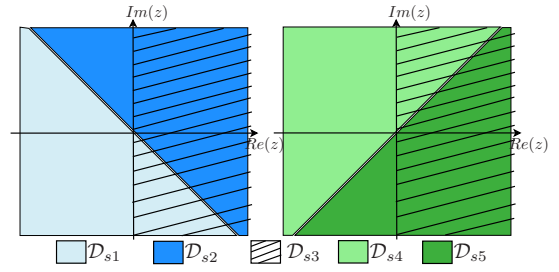 Im(z) Im(z)
Re(z) Re(z)
𝒟s1 𝒟s2 𝒟s3 𝒟s4 𝒟s5